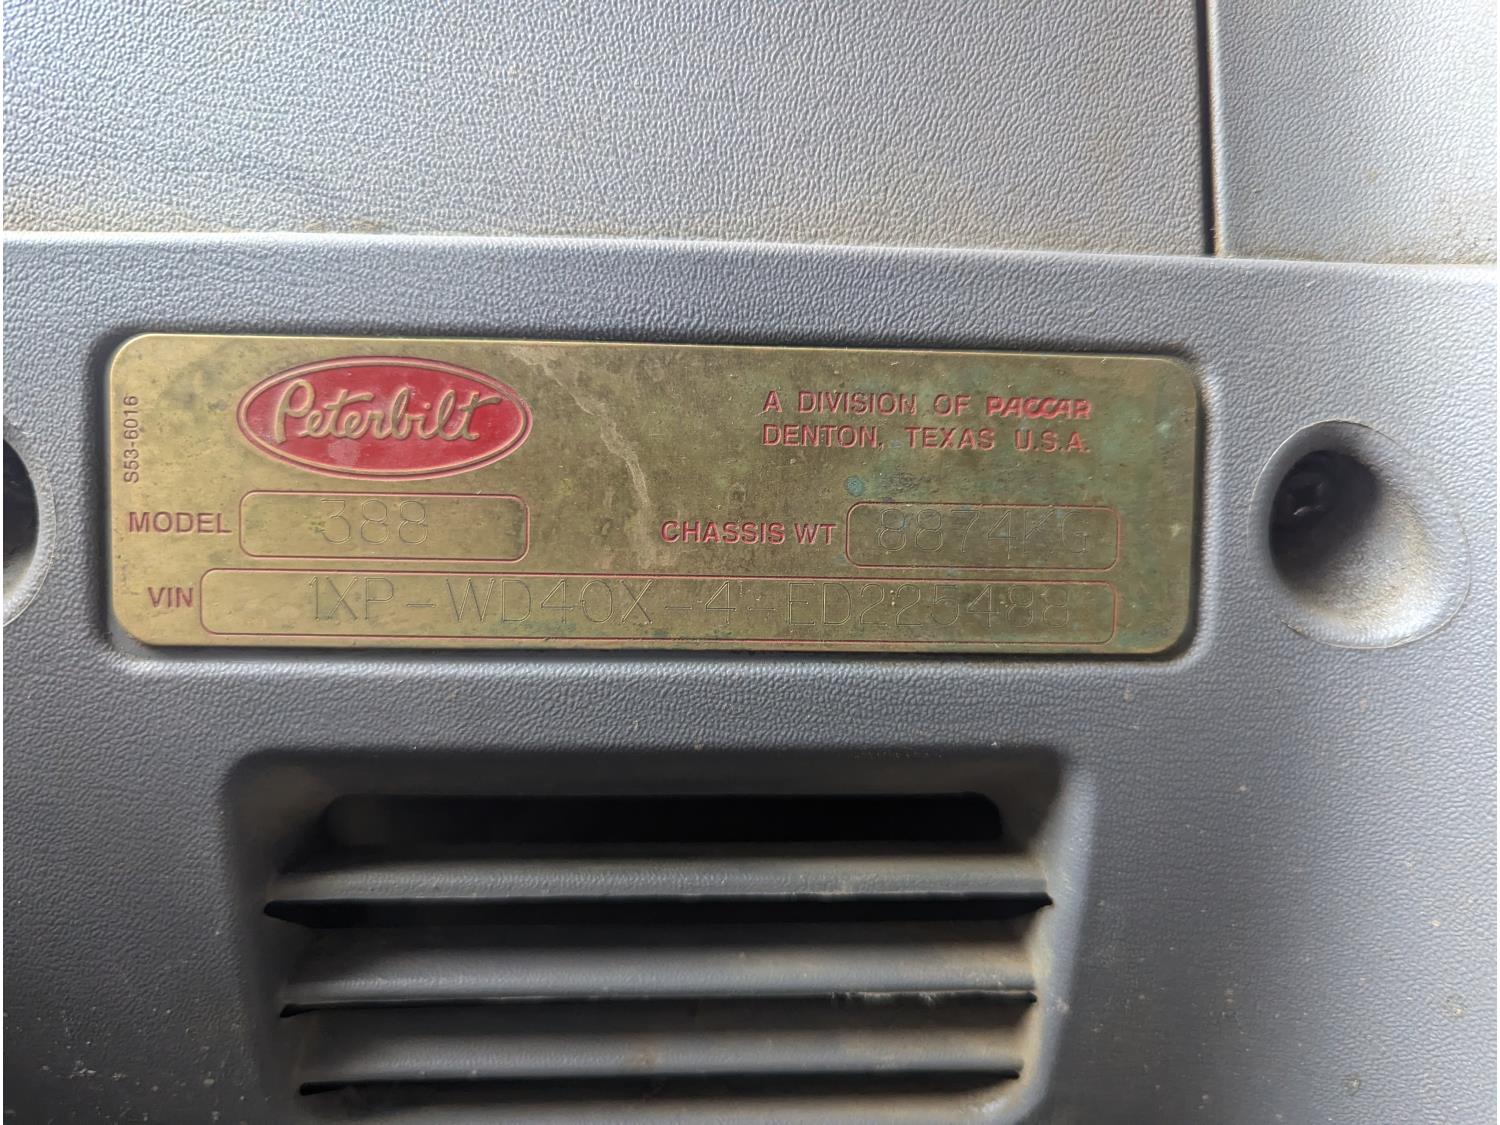 Peterbilt
A DIVISION OF PACCAR
DENTON, TEXAS U.S.A.
S53-6016
MODEL 388
CHASSIS WT 8874KG
VIN 1XP-WD40X-4-ED225488